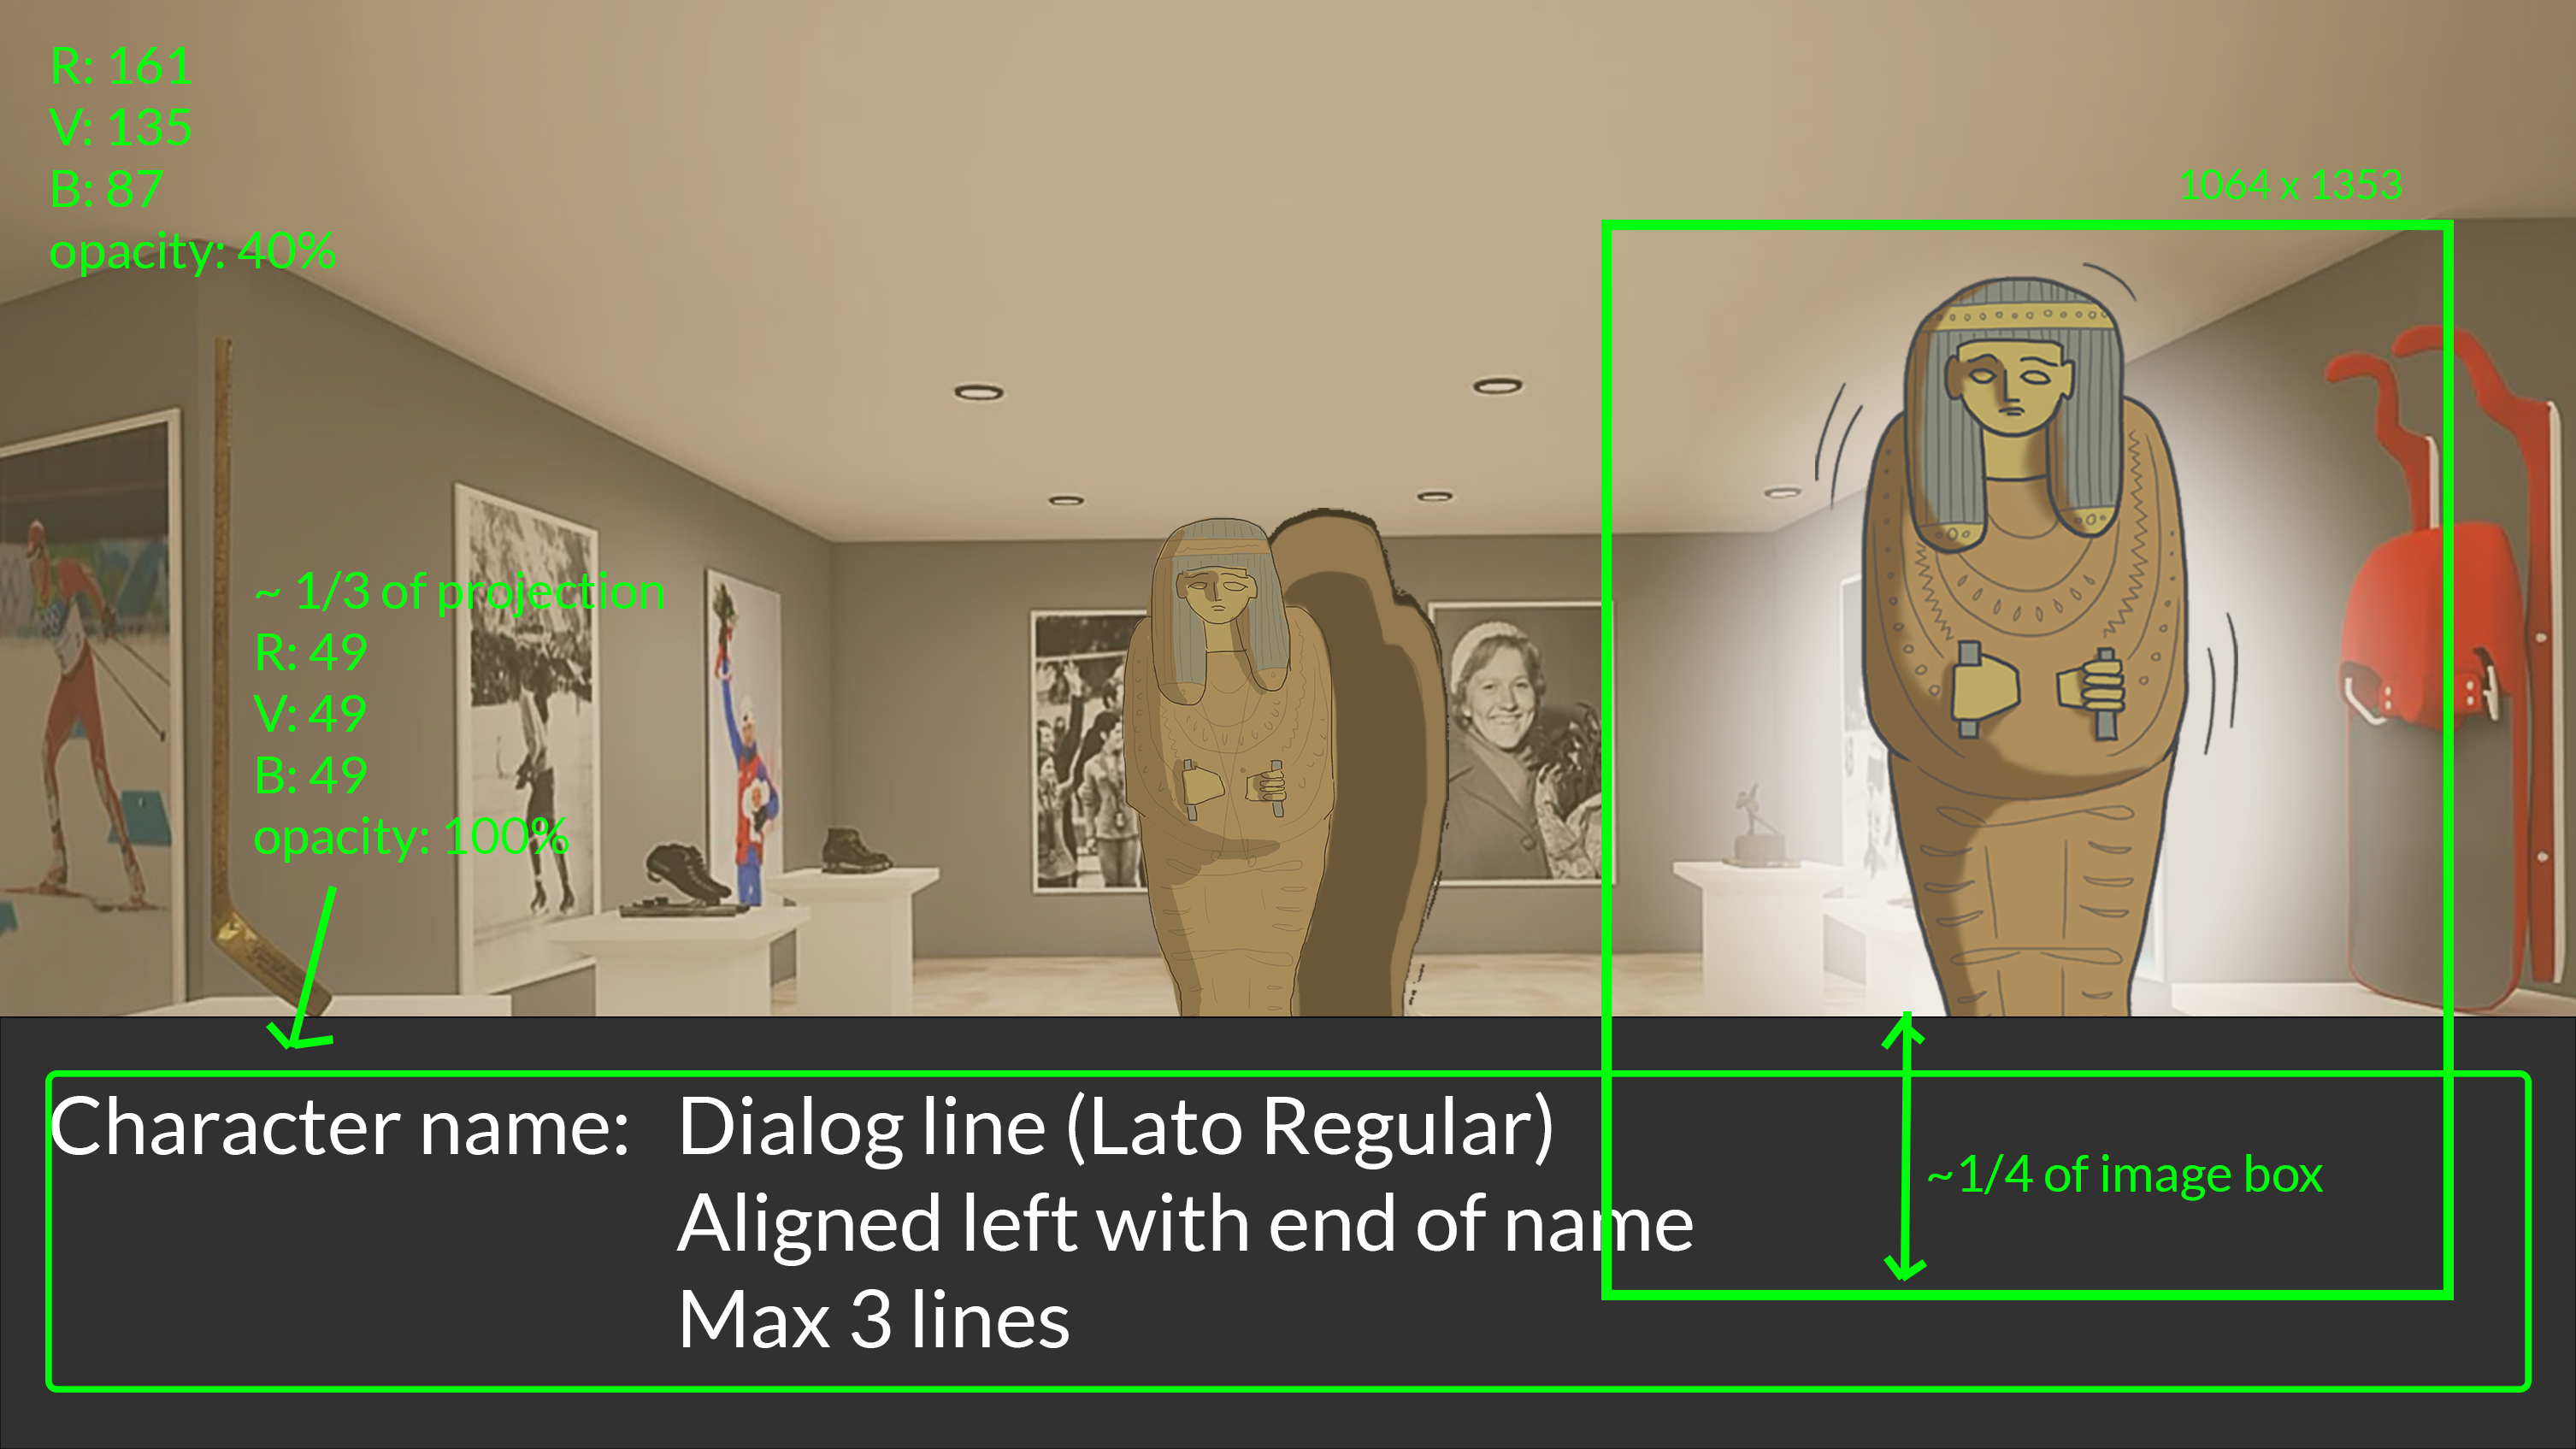 R: 161
V: 135
B: 87
opacity: 40%
1064 x 1353
~ 1/3 of projection
R: 49
V: 49
B: 49
opacity: 100%
Character name: Dialog line (Lato Regular)
Aligned left with end of name
Max 3 lines
~1/4 of image box